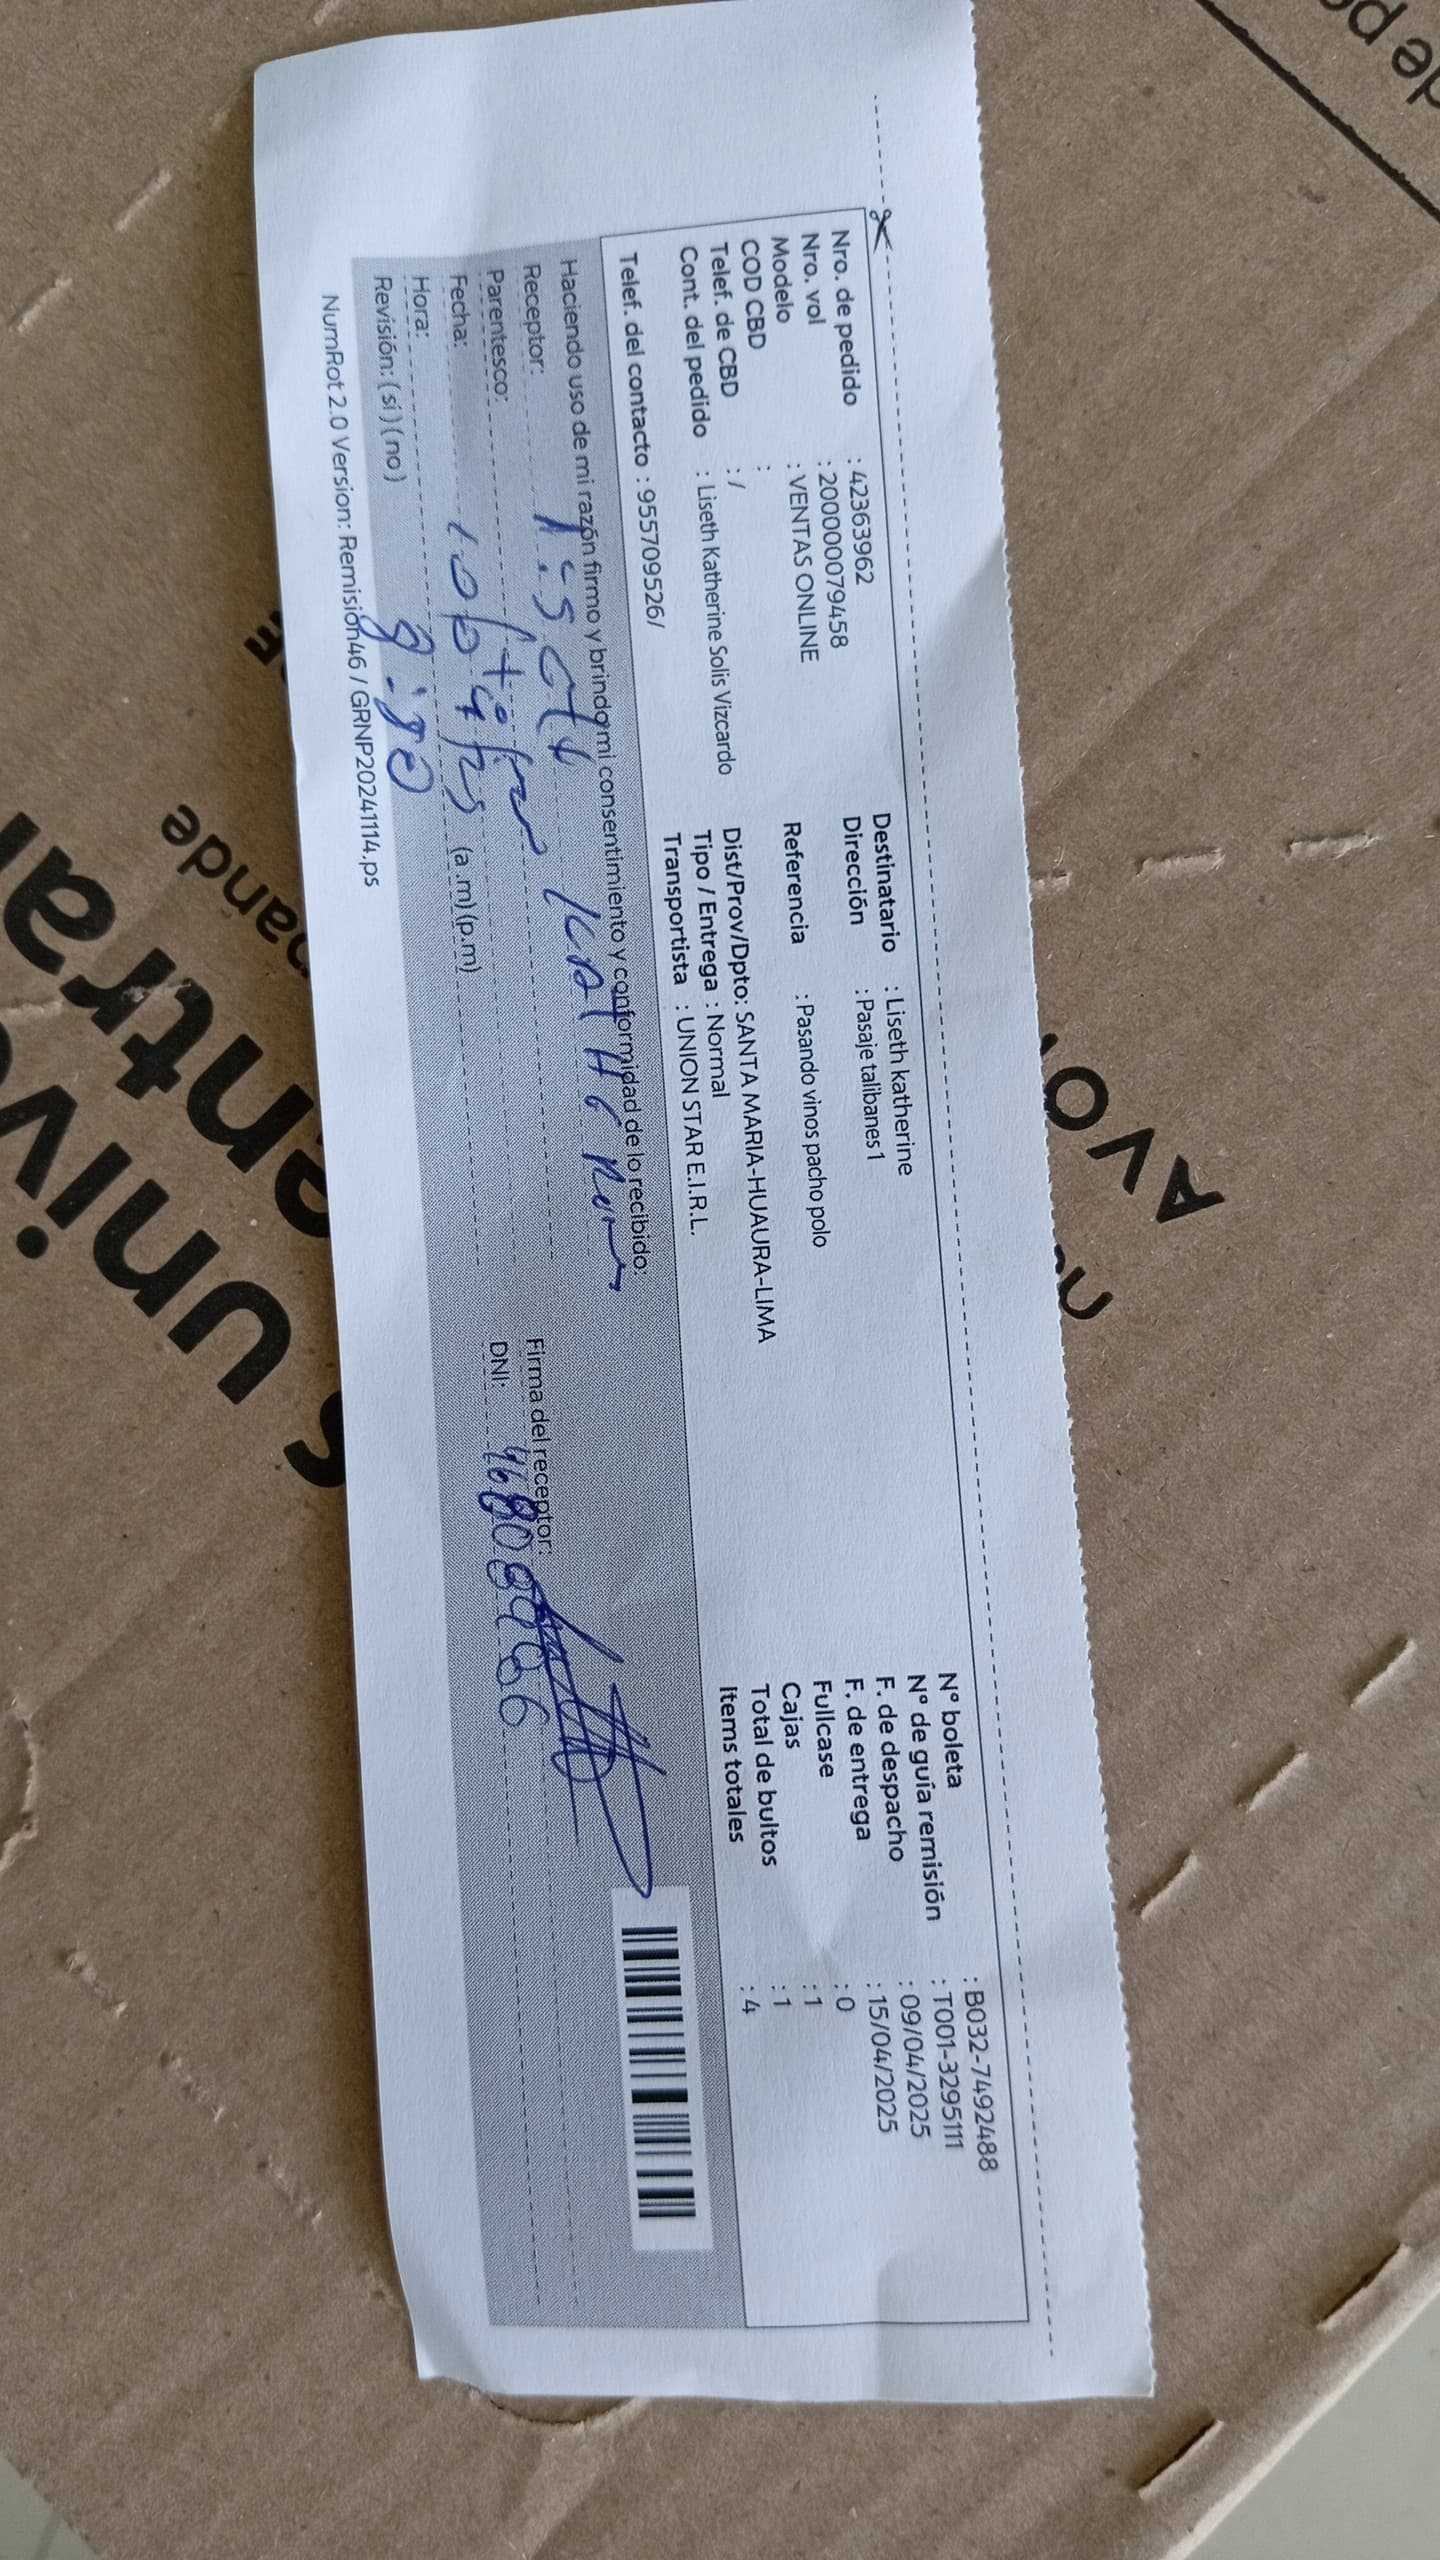 Nro. de pedido : 42363962
Nro. vol : 200000079458
Modelo : VENTAS ONLINE
COD CBD :
Telef. de CBD : /
Cont. del pedido : Liseth Katherine Solis Vizcardo
Telef. del contacto : 955709526/
Destinatario : Liseth katherine
Dirección : Pasaje talibanes 1
Referencia : Pasando vinos pacho polo
Dist/Prov/Dpto: SANTA MARIA-HUAURA-LIMA
Tipo / Entrega : Normal
Transportista : UNION STAR E.I.R.L.
N° boleta : B032-7492488
N° de guía remisión : T001-3295111
F. de despacho : 09/04/2025
F. de entrega : 15/04/2025
Fullcase : 0
Cajas : 1
Total de bultos : 1
Items totales : 4
Haciendo uso de mi razón firmo y brindo mi consentimiento y conformidad de lo recibido:
Receptor:
Parentesco: titular
Fecha:
Hora: (a.m) (p.m)
Revisión: ( si ) ( no )
Firma del receptor:
DNI:
NumRot 2.0 Version: Remision46 / GRNP20241114.ps
de
Avon